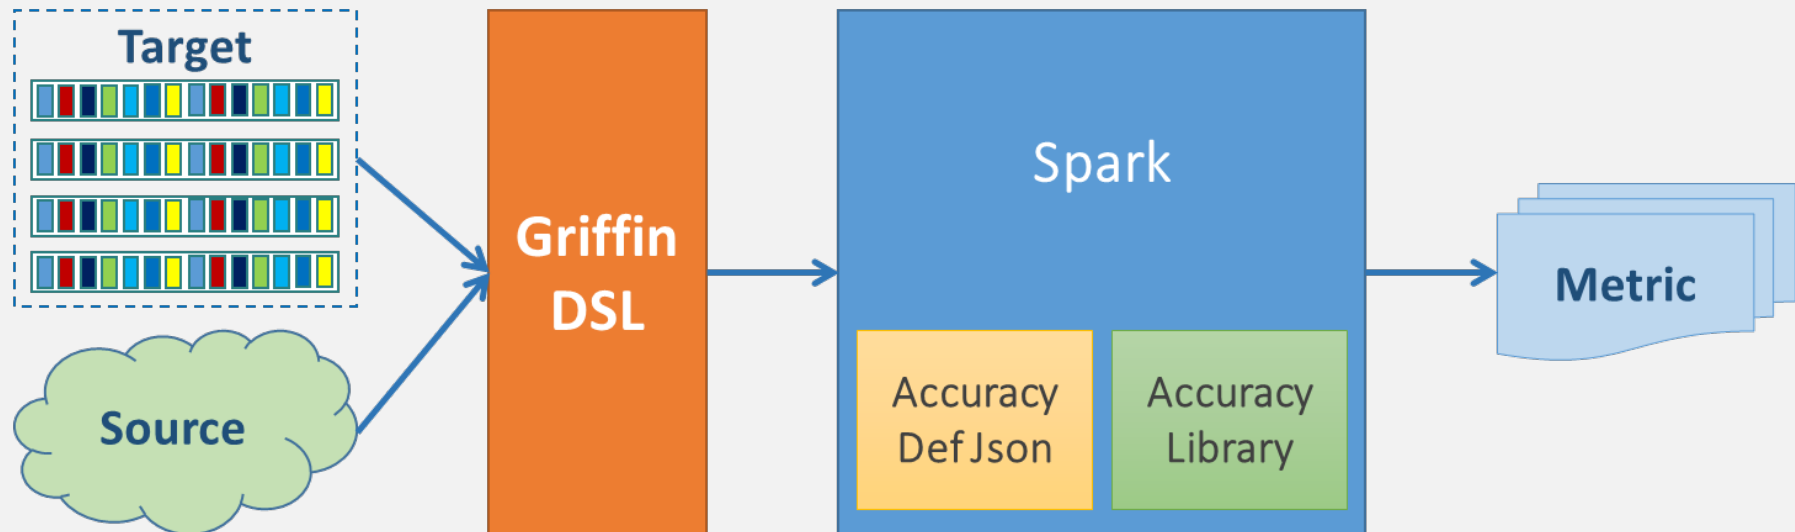 Target
Source
Griffin
DSL
Spark
Accuracy
Def Json
Accuracy
Library
Metric